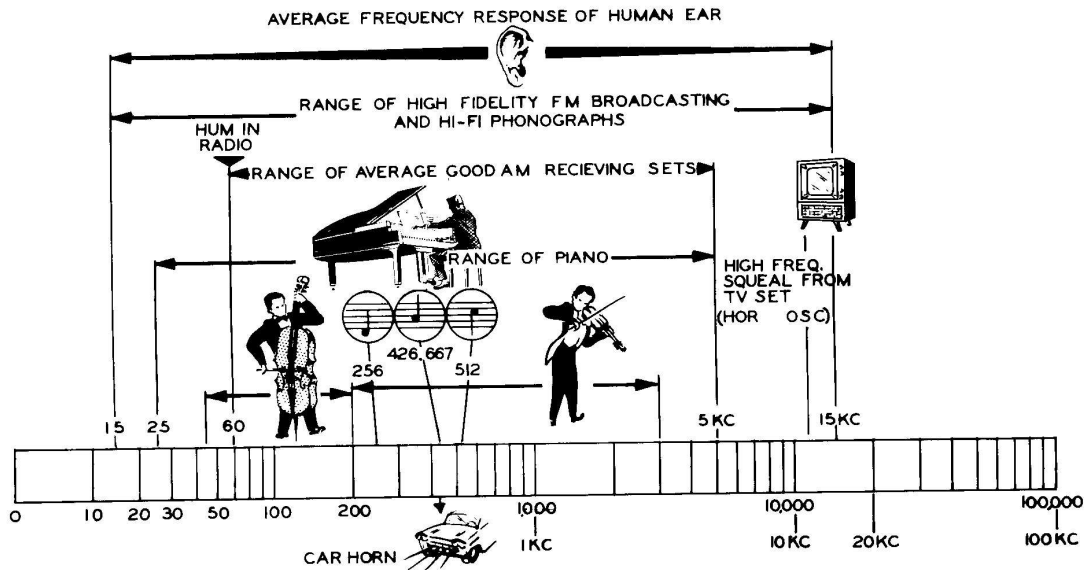 AVERAGE FREQUENCY RESPONSE OF HUMAN EAR
RANGE OF HIGH FIDELITY FM BROADCASTING
AND HI-FI PHONOGRAPHS
HUM IN
RADIO
RANGE OF AVERAGE GOOD AM RECIEVING SETS
RANGE OF PIANO
HIGH FREQ.
SQUEAL FROM
TV SET
(HOR OSC)
256
426.667
512
15
25
60
5 KC
15 KC
0
10
20
30
50
100
200
1,000
10,000
100,000
1 KC
10 KC
20 KC
100 KC
CAR HORN